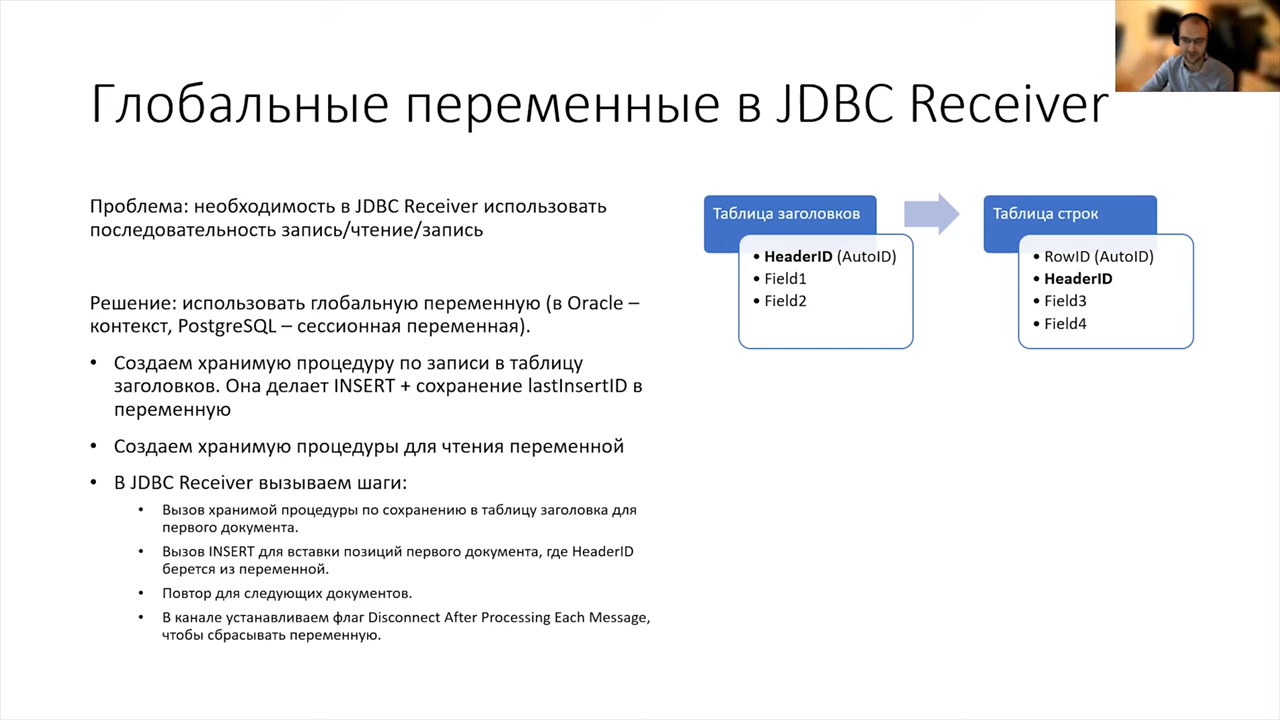 Глобальные переменные в JDBC Receiver
Проблема: необходимость в JDBC Receiver использовать
последовательность запись/чтение/запись
Решение: использовать глобальную переменную (в Oracle –
контекст, PostgreSQL – сессионная переменная).
• Создаем хранимую процедуру по записи в таблицу
заголовков. Она делает INSERT + сохранение lastInsertID в
переменную
• Создаем хранимую процедуры для чтения переменной
• В JDBC Receiver вызываем шаги:
• Вызов хранимой процедуры по сохранению в таблицу заголовка для
первого документа.
• Вызов INSERT для вставки позиций первого документа, где HeaderID
берется из переменной.
• Повтор для следующих документов.
• В канале устанавливаем флаг Disconnect After Processing Each Message,
чтобы сбрасывать переменную.
Таблица заголовков
• HeaderID (AutoID)
• Field1
• Field2
Таблица строк
• RowID (AutoID)
• HeaderID
• Field3
• Field4